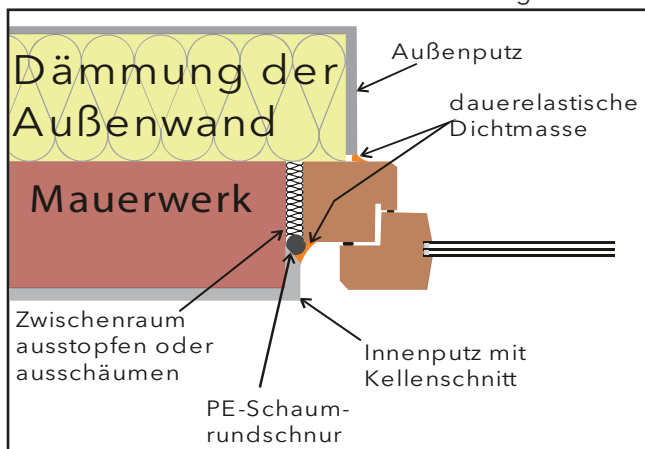 Dämmung der
Außenwand
Außenputz
dauerelastische
Dichtmasse
Mauerwerk
Zwischenraum
ausstopfen oder
ausschäumen
Innenputz mit
Kellenschnitt
PE-Schaum-
rundschnur